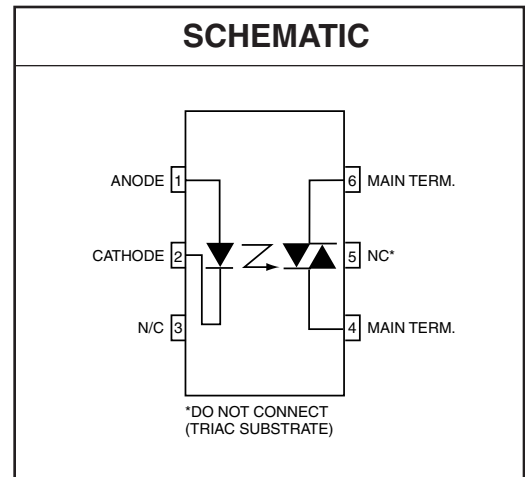 SCHEMATIC
ANODE 1
6 MAIN TERM.
CATHODE 2
5 NC*
N/C 3
4 MAIN TERM.
*DO NOT CONNECT
(TRIAC SUBSTRATE)